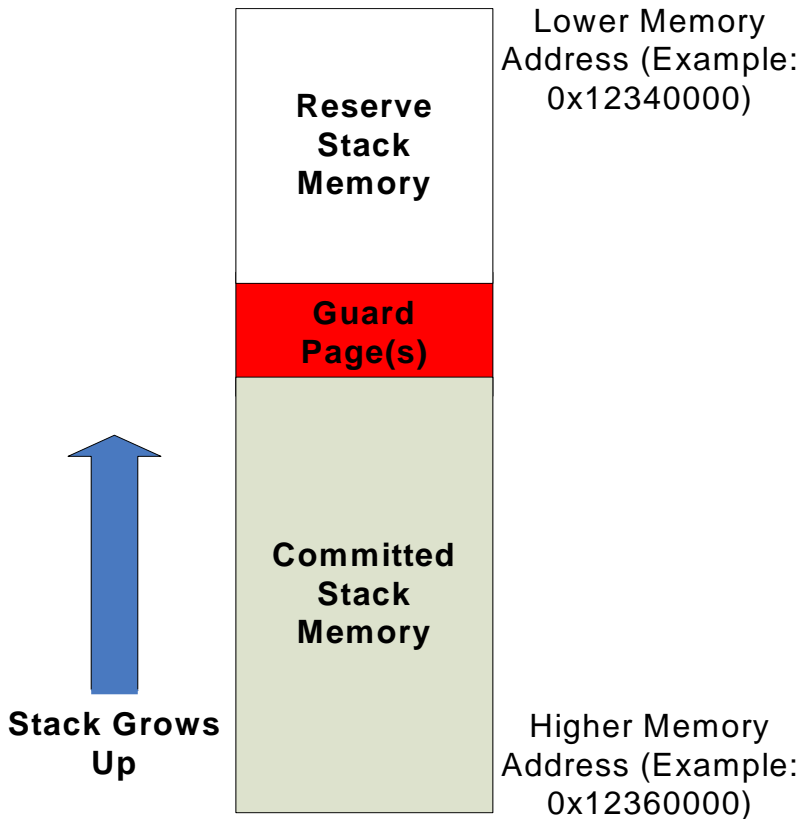 Lower Memory
Address (Example:
0x12340000)
Reserve
Stack
Memory
Guard
Page(s)
Committed
Stack
Memory
Stack Grows
Up
Higher Memory
Address (Example:
0x12360000)